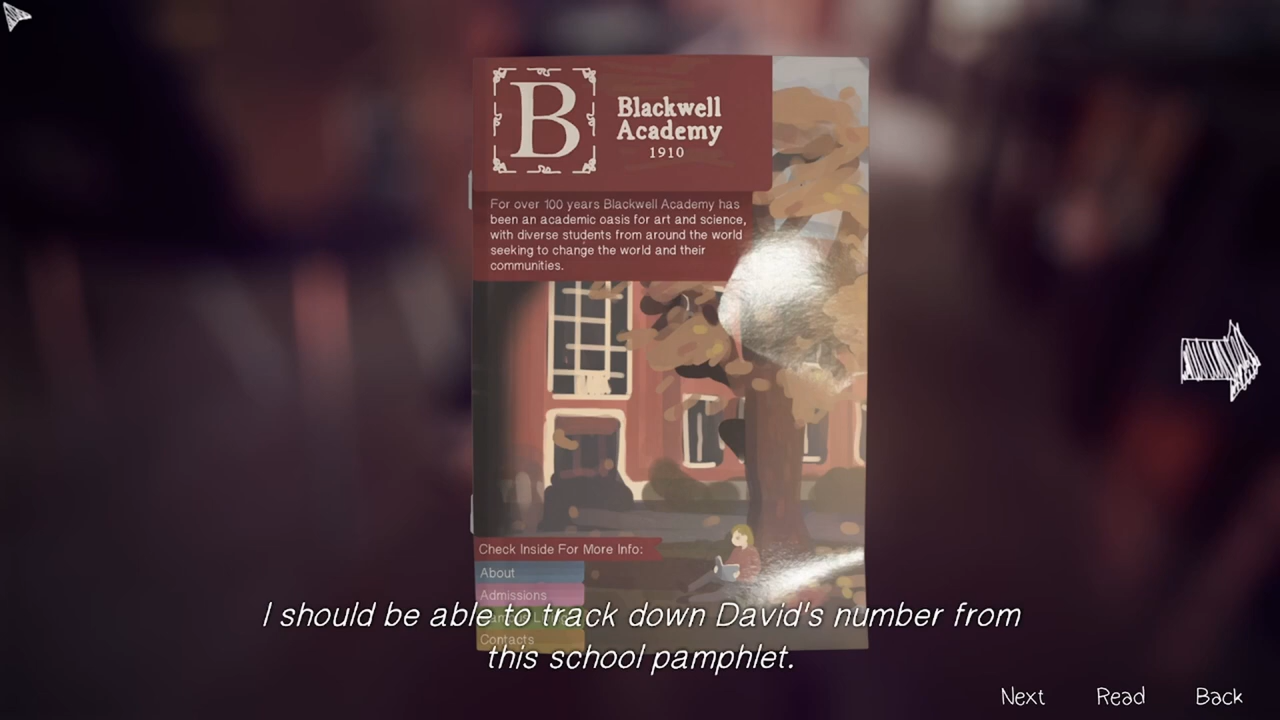 B
Blackwell
Academy
1910
For over 100 years Blackwell Academy has
been an academic oasis for art and science,
with diverse students from around the world
seeking to change the world and their
communities.
Check Inside For More Info:
About
Admissions
Contacts
I should be able to track down David's number from
this school pamphlet.
Next
Read
Back